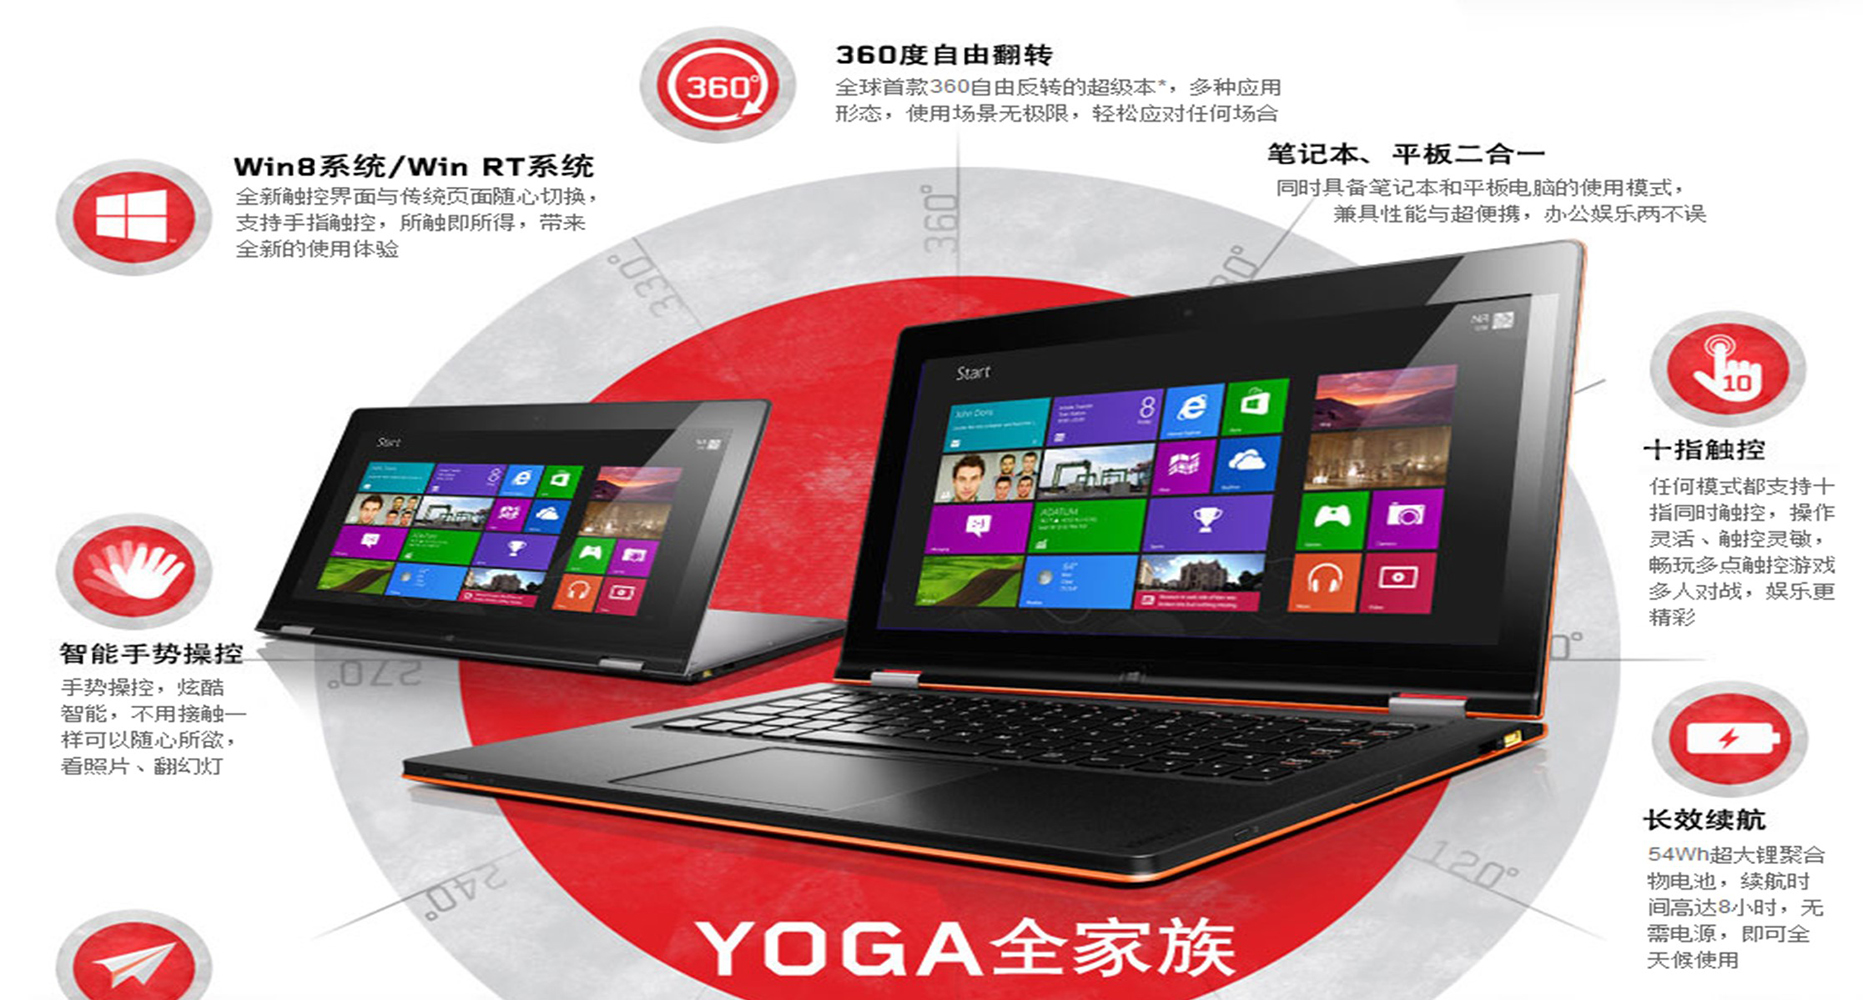 360°
360度自由翻转
全球首款360自由反转的超级本*，多种应用
形态，使用场景无极限，轻松应对任何场合
Win8系统/Win RT系统
全新触控界面与传统页面随心切换，
支持手指触控，所触即所得，带来
全新的使用体验
笔记本、平板二合一
同时具备笔记本和平板电脑的使用模式，
兼具性能与超便携，办公娱乐两不误
360°
330°
Start
John Doris
8
ADATUM
Start
8
10
十指触控
任何模式都支持十
指同时触控，操作
灵活、触控灵敏，
畅玩多点触控游戏
多人对战，娱乐更
精彩
智能手势操控
手势操控，炫酷
智能，不用接触一
样可以随心所欲，
看照片、翻幻灯
270°
长效续航
54Wh超大锂聚合
物电池，续航时
间高达8小时，无
需电源，即可全
天候使用
240°
120°
YOGA全家族